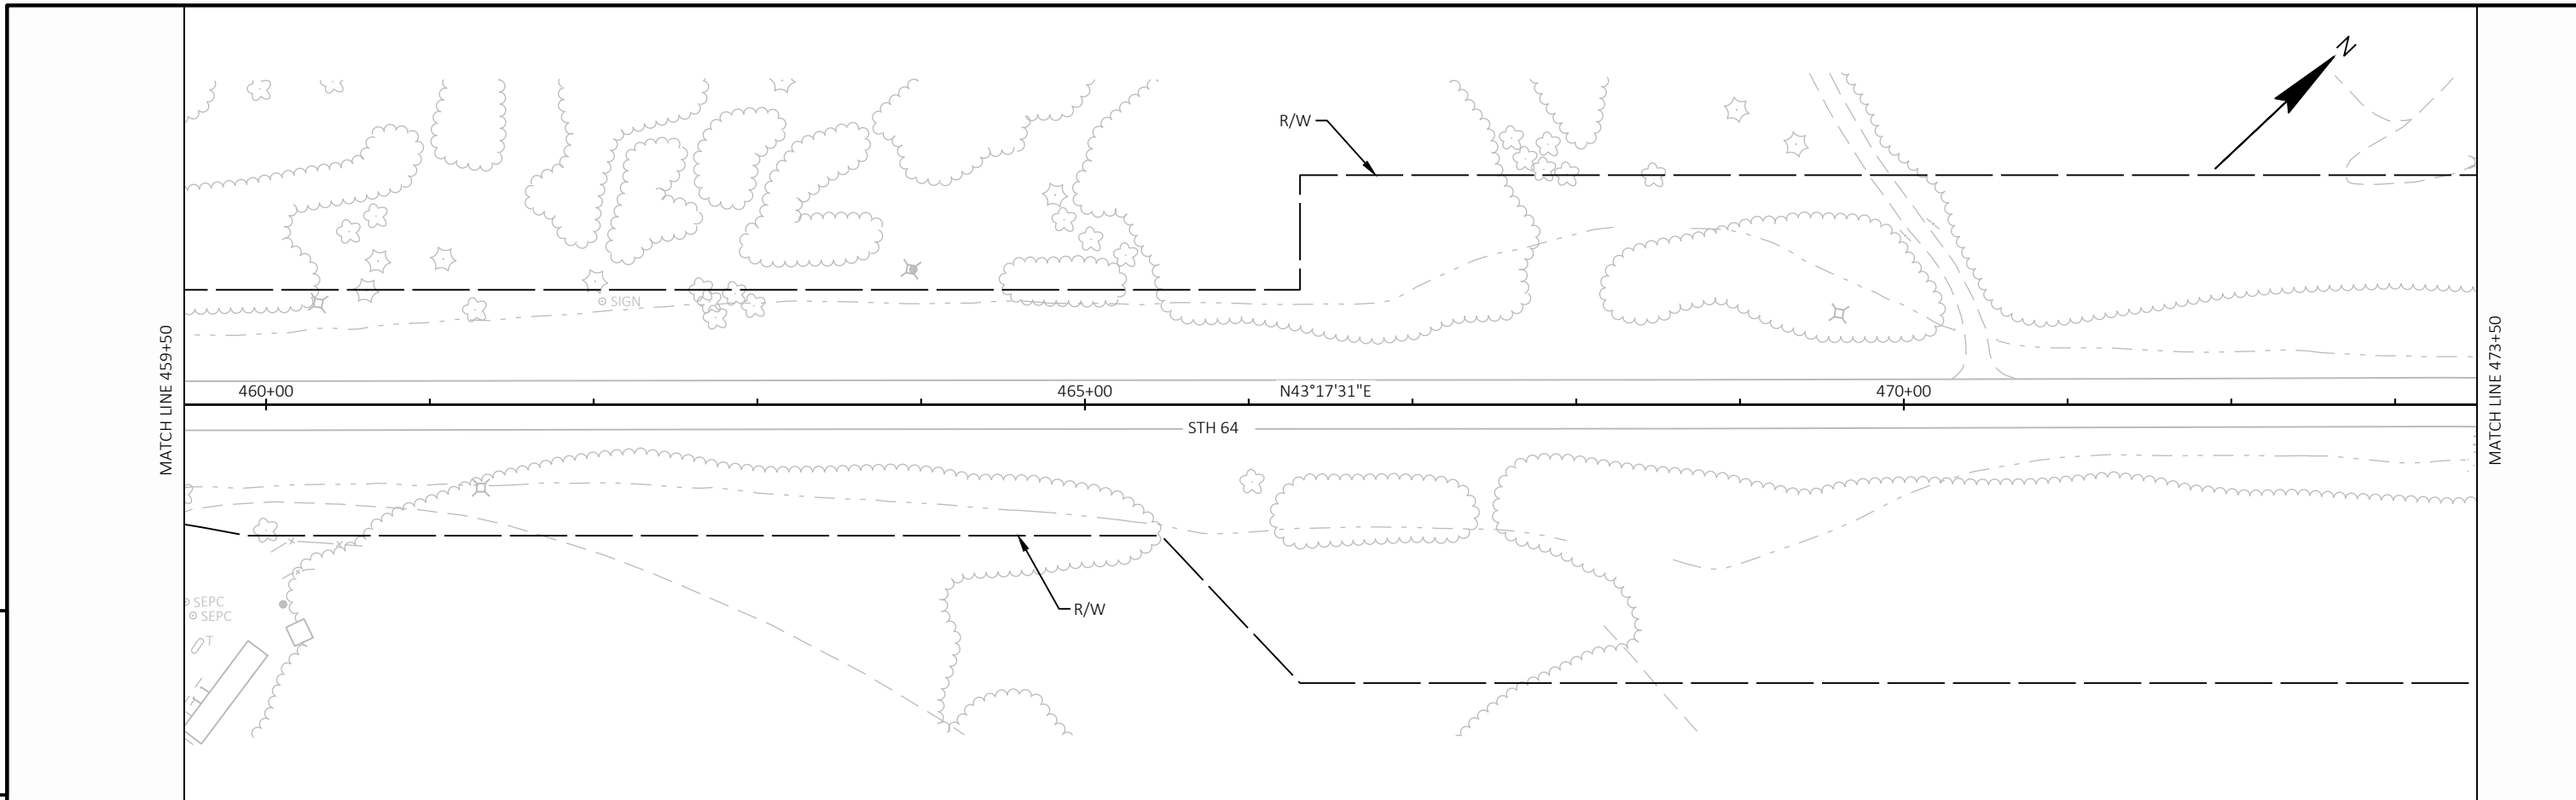 N
R/W
SIGN
MATCH LINE 459+50
MATCH LINE 473+50
460+00
465+00
N43°17'31"E
470+00
STH 64
SEPC
SEPC
R/W
T